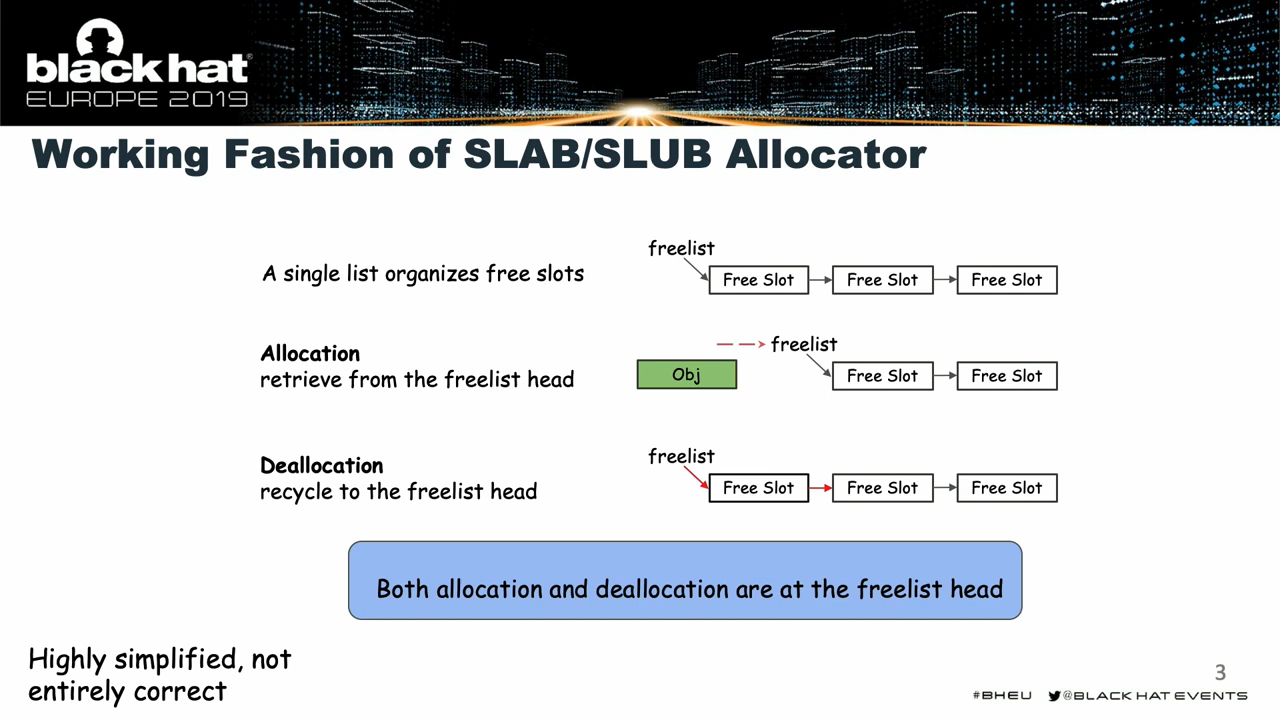 black hat®
EUROPE 2019
Working Fashion of SLAB/SLUB Allocator
A single list organizes free slots
freelist
Free Slot
Free Slot
Free Slot
Allocation
retrieve from the freelist head
freelist
Obj
Free Slot
Free Slot
Deallocation
recycle to the freelist head
freelist
Free Slot
Free Slot
Free Slot
Both allocation and deallocation are at the freelist head
Highly simplified, not
entirely correct
3
#BHEU @BLACK HAT EVENTS